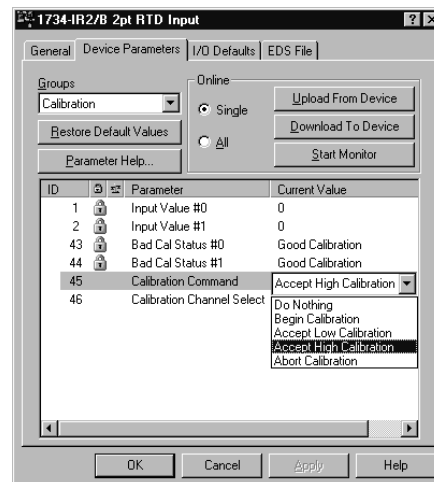 1734-IR2/B 2pt RTD Input
General Device Parameters I/O Defaults EDS File
Groups
Calibration
Restore Default Values
Parameter Help...
Online
Single
All
Upload From Device
Download To Device
Start Monitor
ID Parameter Current Value
1 Input Value #0 0
2 Input Value #1 0
43 Bad Cal Status #0 Good Calibration
44 Bad Cal Status #1 Good Calibration
45 Calibration Command Accept High Calibration
46 Calibration Channel Select
Do Nothing
Begin Calibration
Accept Low Calibration
Accept High Calibration
Abort Calibration
OK Cancel Apply Help